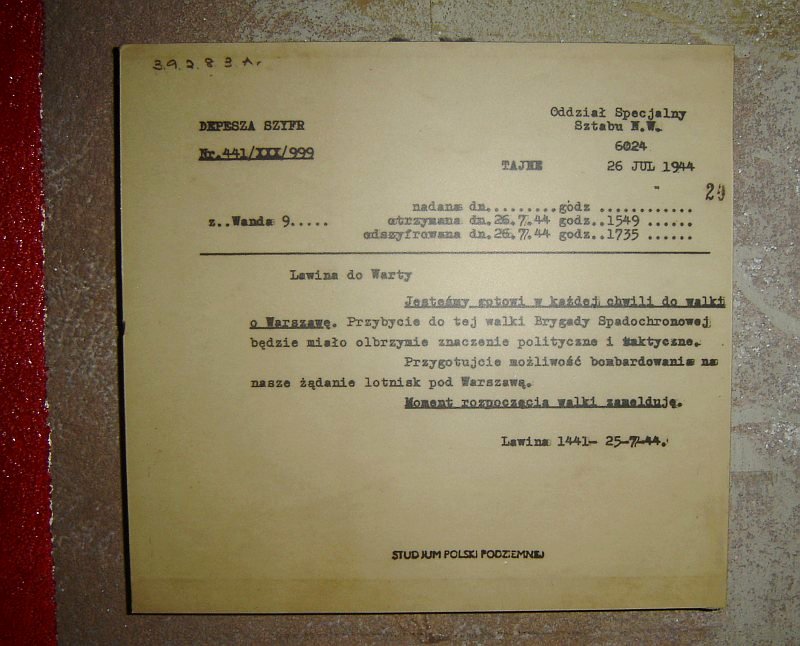 3.9.2.8.3.A.
Oddział Specjalny
DEPESZA SZYFR
Sztabu N.W.
6024
Nr.441/XXX/999
TAJNE 26 JUL 1944
29
nadana dn.........godz ............
z..Wanda 9..... otrzymana dn.26.7.44 godz..1549 ......
odszyfrowana dn.26.7.44 godz..1735 ......
Lawina do Warty
Jesteśmy gotowi w każdej chwili do walki
o Warszawę. Przybycie do tej walki Brygady Spadochronowej
będzie miało olbrzymie znaczenie polityczne i taktyczne.
Przygotujcie możliwość bombardowania na
nasze żądanie lotnisk pod Warszawą.
Moment rozpoczęcia walki zamelduję.
Lawina 1441- 25-7-44.
STUDJUM POLSKI PODZIEMNEJ